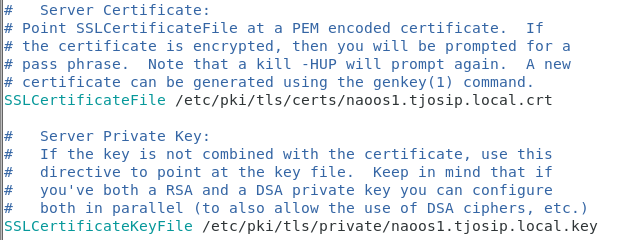 #   Server Certificate:
# Point SSLCertificateFile at a PEM encoded certificate.  If
# the certificate is encrypted, then you will be prompted for a
# pass phrase.  Note that a kill -HUP will prompt again.  A new
# certificate can be generated using the genkey(1) command.
SSLCertificateFile /etc/pki/tls/certs/naoos1.tjosip.local.crt

#   Server Private Key:
#   If the key is not combined with the certificate, use this
#   directive to point at the key file.  Keep in mind that if
#   you've both a RSA and a DSA private key you can configure
#   both in parallel (to also allow the use of DSA ciphers, etc.)
SSLCertificateKeyFile /etc/pki/tls/private/naoos1.tjosip.local.key